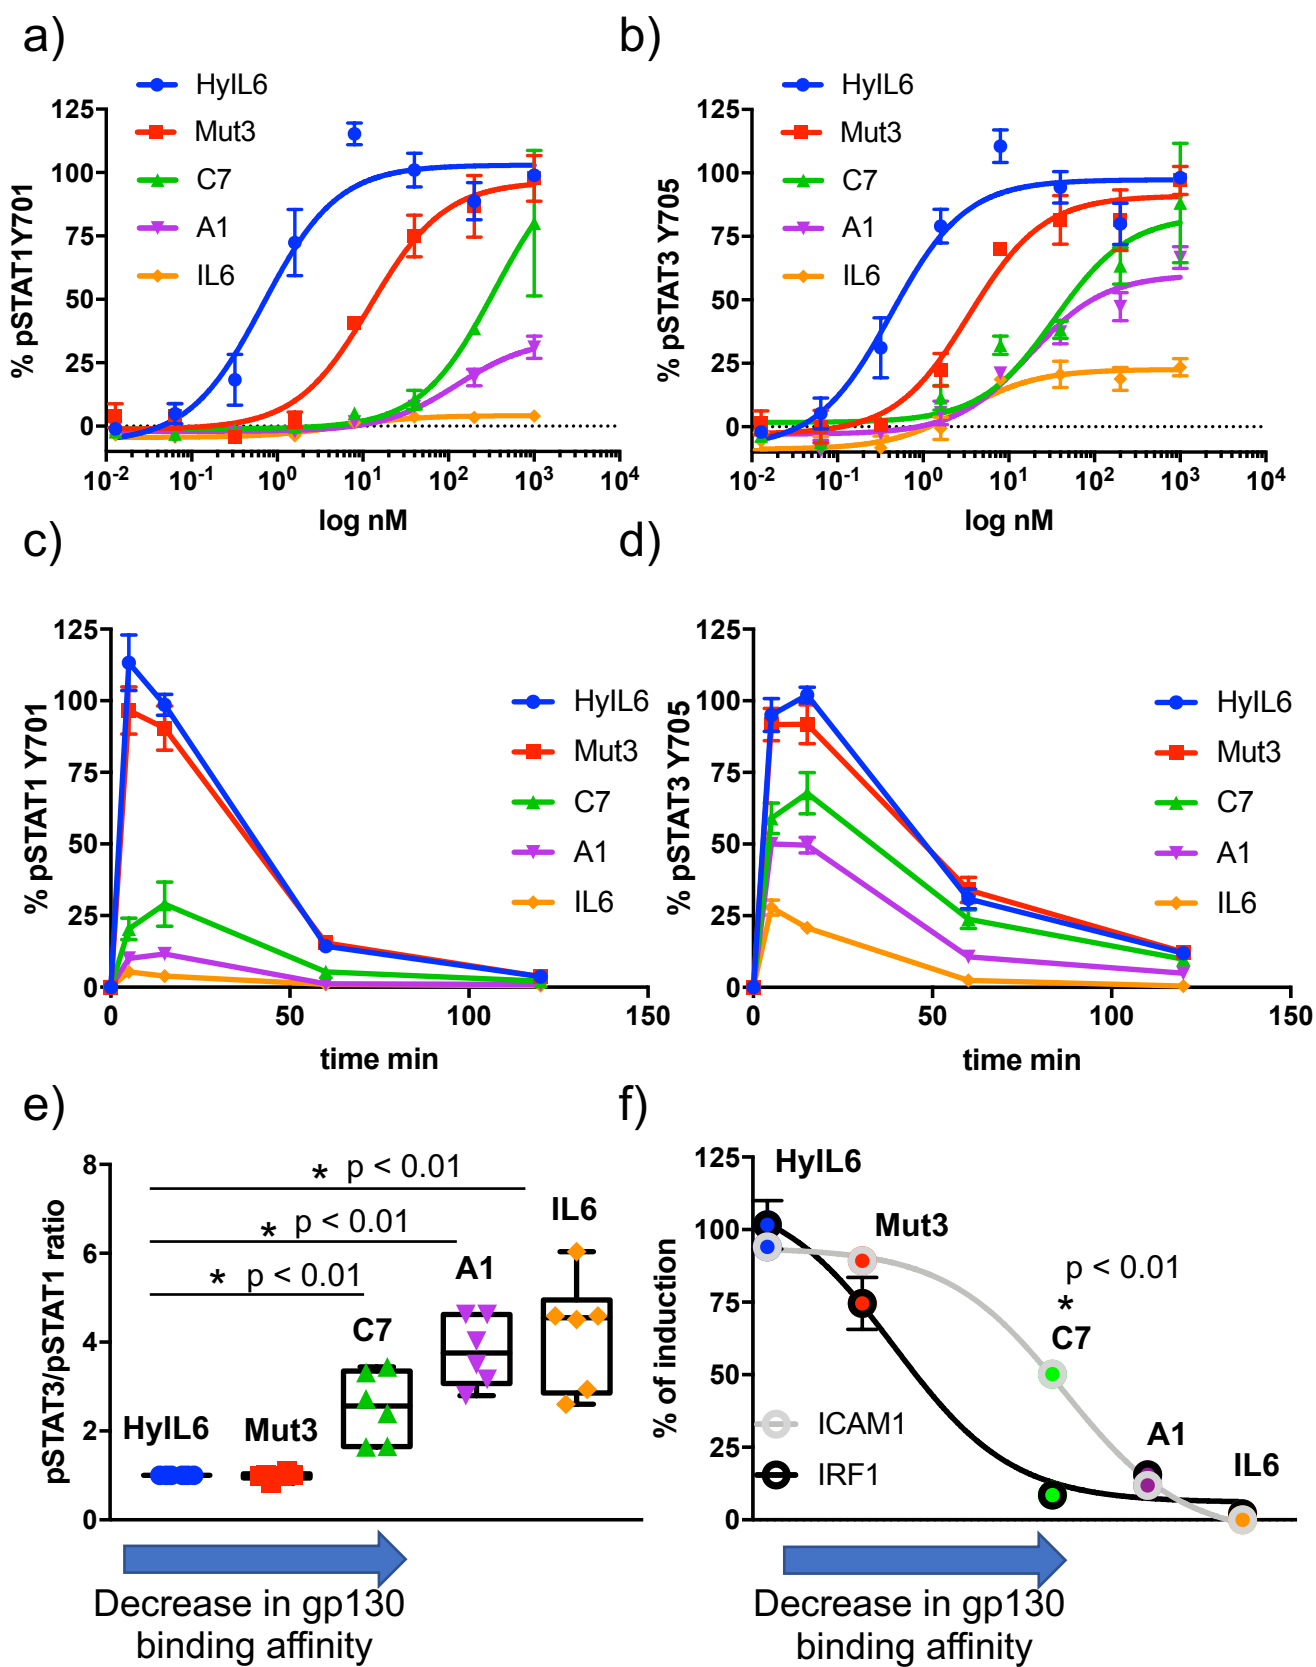 a)
HyIL6
Mut3
C7
A1
IL6
% pSTAT1Y701
125
100
75
50
25
0
10-2 10-1 100 101 102 103 104
log nM
b)
HyIL6
Mut3
C7
A1
IL6
% pSTAT3 Y705
125
100
75
50
25
0
10-2 10-1 100 101 102 103 104
log nM
c)
% pSTAT1 Y701
125
100
75
50
25
0
0 50 100 150
time min
HyIL6
Mut3
C7
A1
IL6
d)
% pSTAT3 Y705
125
100
75
50
25
0
0 50 100 150
time min
HyIL6
Mut3
C7
A1
IL6
e)
pSTAT3/pSTAT1 ratio
8
6
4
2
0
* p < 0.01
* p < 0.01
* p < 0.01
HyIL6
Mut3
C7
A1
IL6
Decrease in gp130
binding affinity
f)
% of induction
125
100
75
50
25
0
HyIL6
Mut3
p < 0.01
*
C7
A1
IL6
ICAM1
IRF1
Decrease in gp130
binding affinity